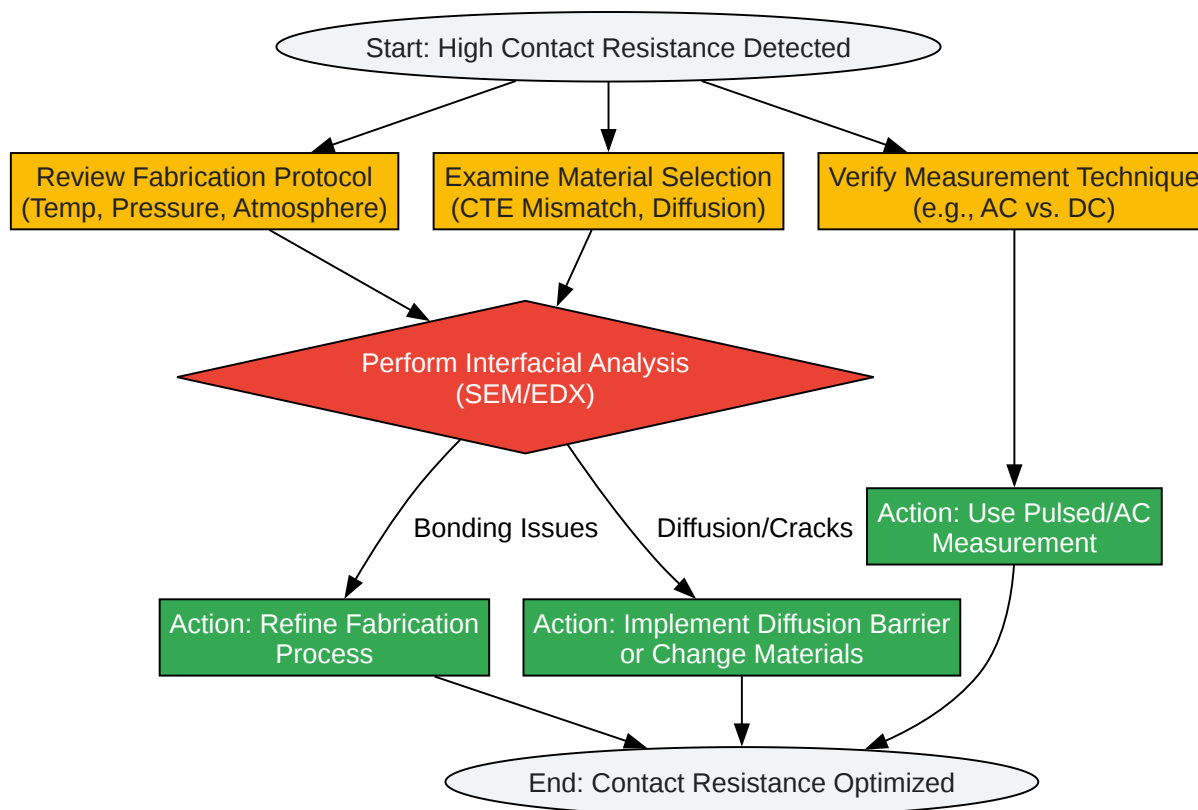 Start: High Contact Resistance Detected
Review Fabrication Protocol
(Temp, Pressure, Atmosphere)
Examine Material Selection
(CTE Mismatch, Diffusion)
Verify Measurement Technique
(e.g., AC vs. DC)
Perform Interfacial Analysis
(SEM/EDX)
Bonding Issues
Diffusion/Cracks
Action: Use Pulsed/AC
Measurement
Action: Refine Fabrication
Process
Action: Implement Diffusion Barrier
or Change Materials
End: Contact Resistance Optimized